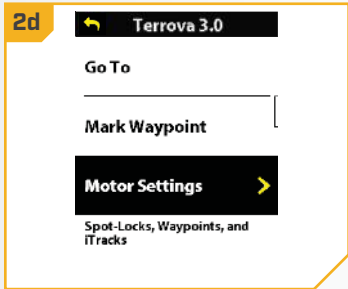 2d
Terrova 3.0
Go To
Mark Waypoint
Motor Settings
Spot-Locks, Waypoints, and
iTracks